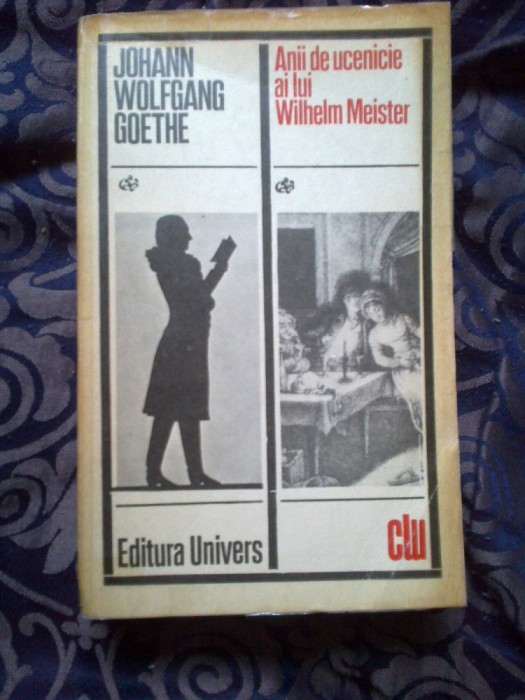 JOHANN
WOLFGANG
GOETHE
Anii de ucenicie
ai lui
Wilhelm Meister
Editura Univers
clu